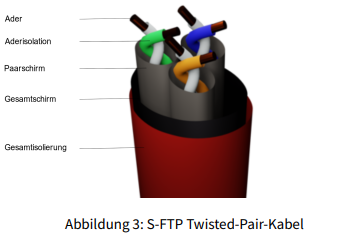 Ader
Aderisolation
Paarschirm
Gesamtschirm
Gesamtisolierung
Abbildung 3: S-FTP Twisted-Pair-Kabel